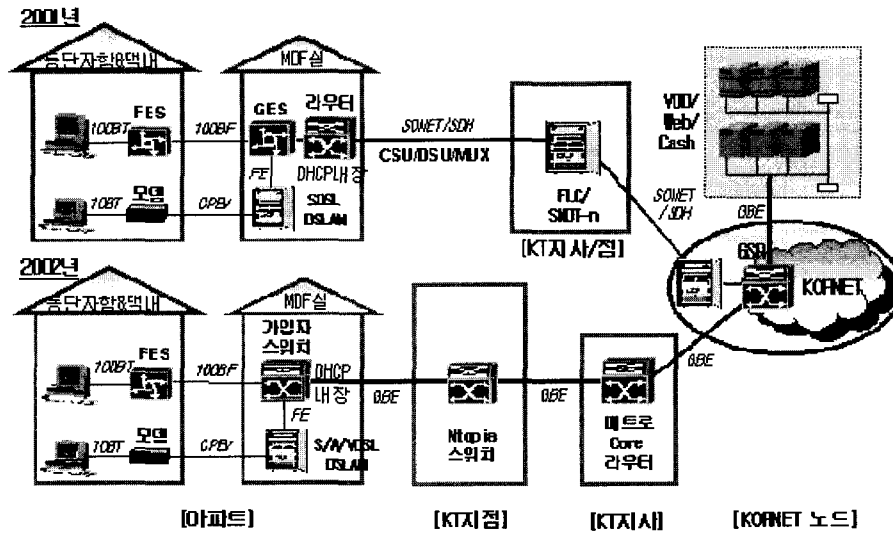 2001년
동단자함&댁내
MDF실
FES
GES
라우터
100BT
100BF
SONET/SDH
CSU/DSU/MUX
DHCP내장
FE
모뎀
SDSL
DSLAM
10BT
CPEV
FLC/
SMOT-n
[KT지사/점]
SONET
/SDH
VOD/
Web/
Cash
GBE
GSR
KORNET
2002년
동단자함&댁내
MDF실
가입자
스위치
FES
100BT
100BF
DHCP
내장
GBE
FE
모뎀
10BT
CPEV
S/A/VDSL
DSLAM
Ntopia
스위치
GBE
메트로
Core
라우터
GBE
[아파트]
[KT지점]
[KT지사]
[KORNET 노드]